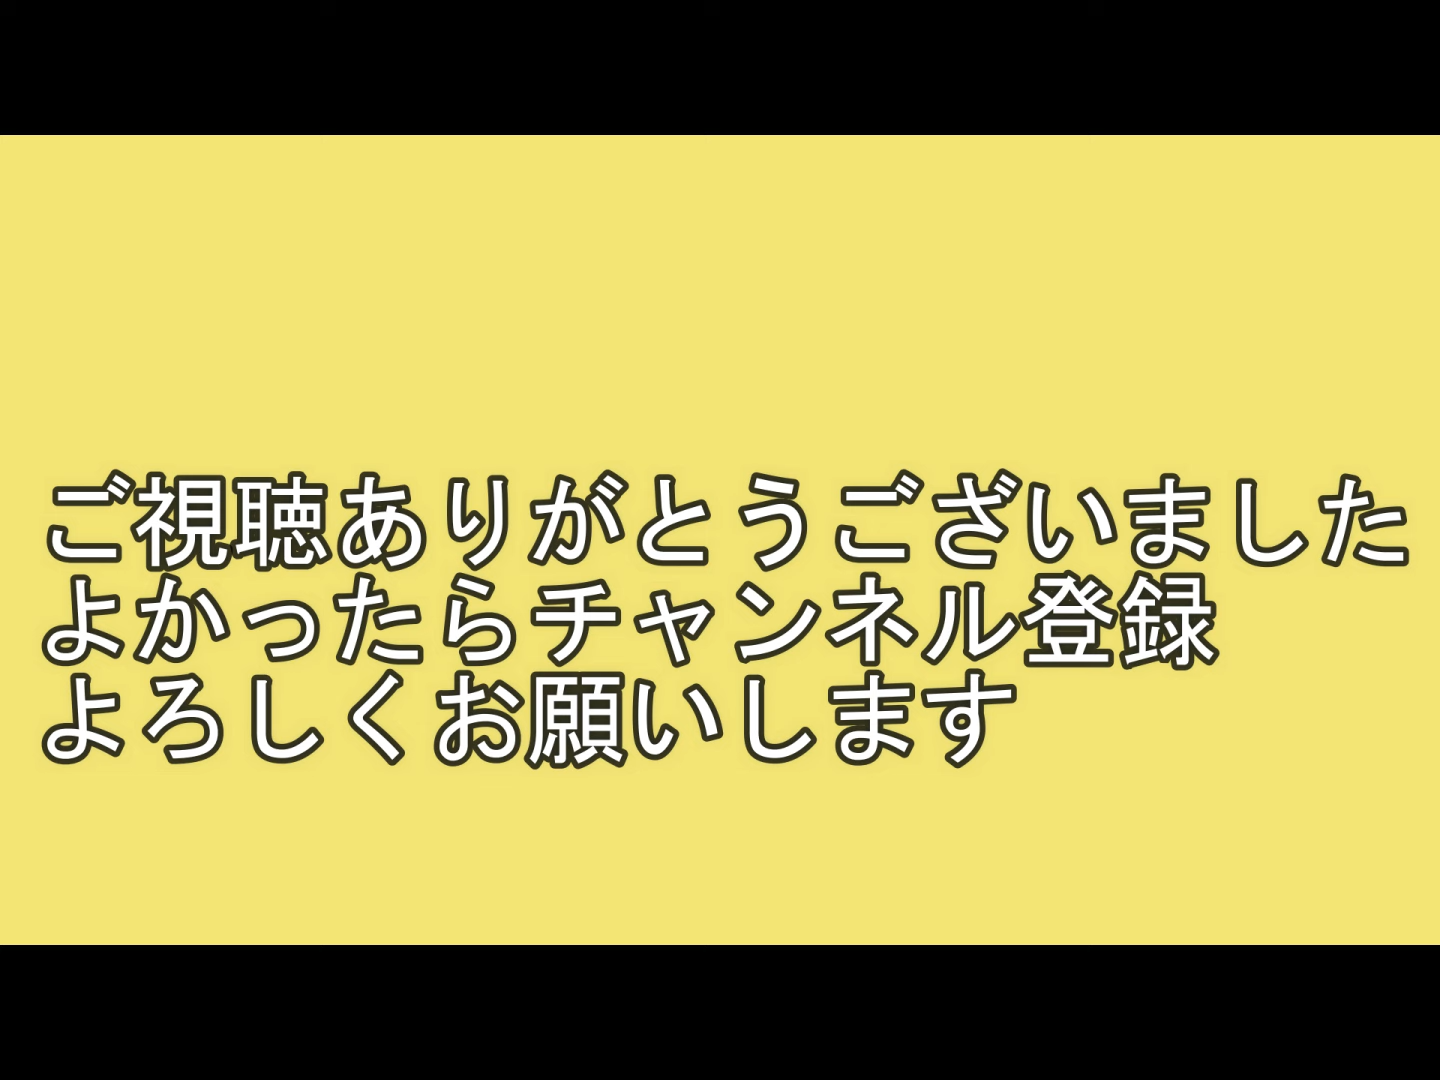 ご視聴ありがとうございました
よかったらチャンネル登録
よろしくお願いします